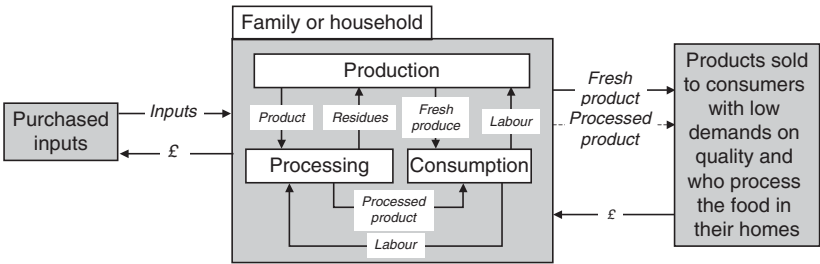 Family or household
Production
Product
Residues
Fresh
produce
Labour
Processing
Consumption
Processed
product
Labour
Purchased
inputs
Inputs
£
Fresh
product
Processed
product
£
Products sold
to consumers
with low
demands on
quality and
who process
the food in
their homes